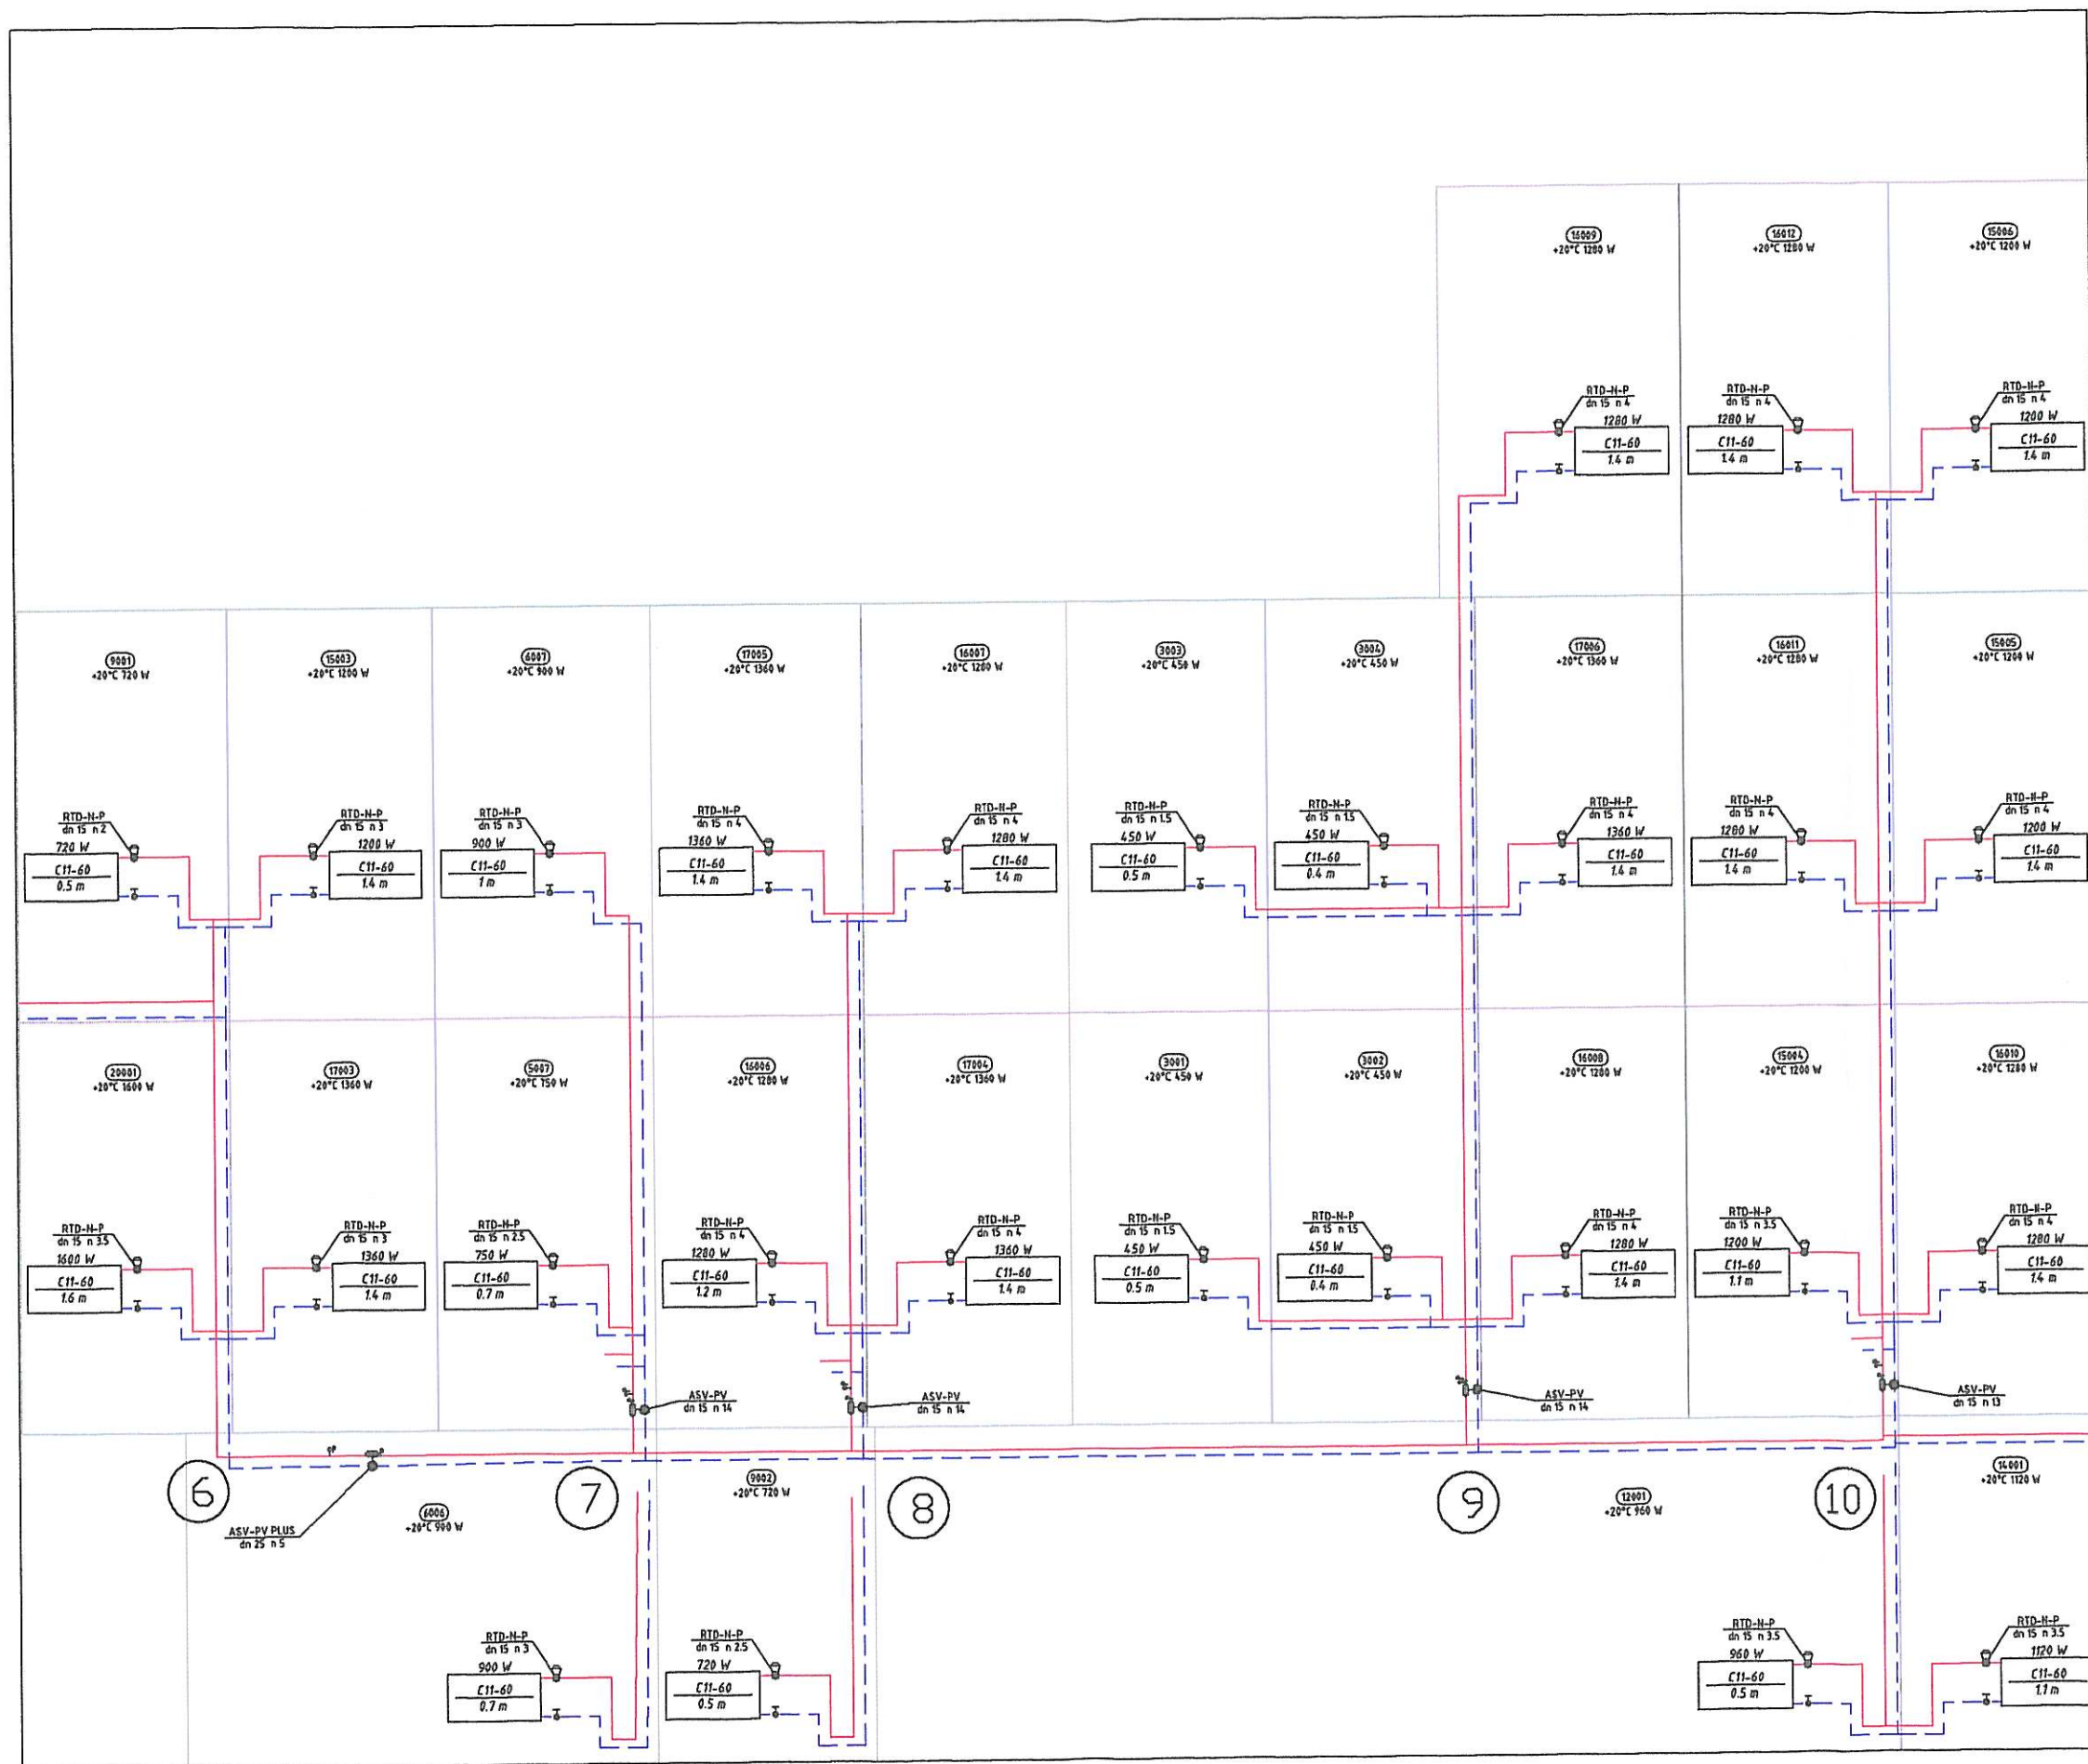 16009
+20°C 1280 W
16012
+20°C 1280 W
15006
+20°C 1200 W
RTD-N-P
dn 15 n 4
1280 W
C11-60
1.4 m
RTD-N-P
dn 15 n 4
1280 W
C11-60
1.4 m
RTD-N-P
dn 15 n 4
1200 W
C11-60
1.4 m
9001
+20°C 720 W
15003
+20°C 1200 W
6007
+20°C 900 W
17005
+20°C 1360 W
16007
+20°C 1280 W
3003
+20°C 450 W
3004
+20°C 450 W
17006
+20°C 1360 W
16011
+20°C 1280 W
15005
+20°C 1200 W
RTD-N-P
dn 15 n 2
720 W
C11-60
0.5 m
RTD-N-P
dn 15 n 3
1200 W
C11-60
1.4 m
RTD-N-P
dn 15 n 3
900 W
C11-60
1 m
RTD-N-P
dn 15 n 4
1360 W
C11-60
1.4 m
RTD-N-P
dn 15 n 4
1280 W
C11-60
1.4 m
RTD-N-P
dn 15 n 1.5
450 W
C11-60
0.5 m
RTD-N-P
dn 15 n 1.5
450 W
C11-60
0.4 m
RTD-N-P
dn 15 n 4
1360 W
C11-60
1.4 m
RTD-N-P
dn 15 n 4
1280 W
C11-60
1.4 m
RTD-N-P
dn 15 n 4
1200 W
C11-60
1.4 m
20001
+20°C 1600 W
17003
+20°C 1360 W
5007
+20°C 750 W
16006
+20°C 1280 W
17004
+20°C 1360 W
3001
+20°C 450 W
3002
+20°C 450 W
16008
+20°C 1280 W
15004
+20°C 1200 W
16010
+20°C 1280 W
RTD-N-P
dn 15 n 3.5
1600 W
C11-60
1.6 m
RTD-N-P
dn 15 n 3
1360 W
C11-60
1.4 m
RTD-N-P
dn 15 n 2.5
750 W
C11-60
0.7 m
RTD-N-P
dn 15 n 4
1280 W
C11-60
1.2 m
RTD-N-P
dn 15 n 4
1360 W
C11-60
1.4 m
RTD-N-P
dn 15 n 1.5
450 W
C11-60
0.5 m
RTD-N-P
dn 15 n 1.5
450 W
C11-60
0.4 m
RTD-N-P
dn 15 n 4
1280 W
C11-60
1.4 m
RTD-N-P
dn 15 n 3.5
1200 W
C11-60
1.1 m
RTD-N-P
dn 15 n 4
1280 W
C11-60
1.4 m
ASV-PV
dn 15 n 14
ASV-PV
dn 15 n 14
ASV-PV
dn 15 n 14
ASV-PV
dn 15 n 13
6
7
8
9
10
ASV-PV PLUS
dn 25 n 5
6006
+20°C 900 W
9002
+20°C 720 W
12001
+20°C 960 W
14001
+20°C 1120 W
RTD-N-P
dn 15 n 3
900 W
C11-60
0.7 m
RTD-N-P
dn 15 n 2.5
720 W
C11-60
0.5 m
RTD-N-P
dn 15 n 3.5
960 W
C11-60
0.5 m
RTD-N-P
dn 15 n 3.5
1120 W
C11-60
1.1 m